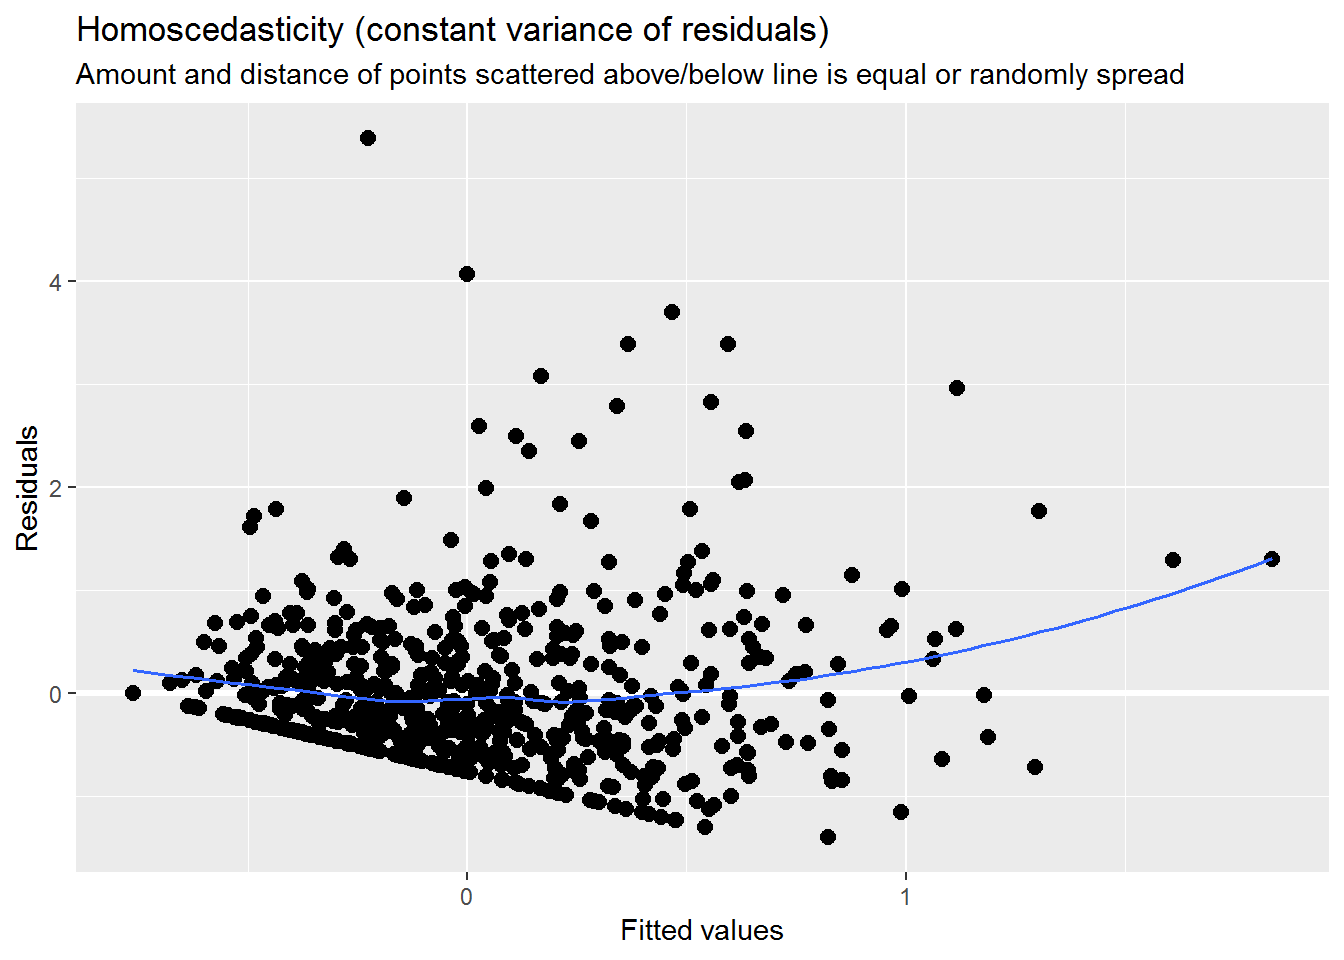 Homoscedasticity (constant variance of residuals)
Amount and distance of points scattered above/below line is equal or randomly spread
Residuals
4
2
0
0
1
Fitted values